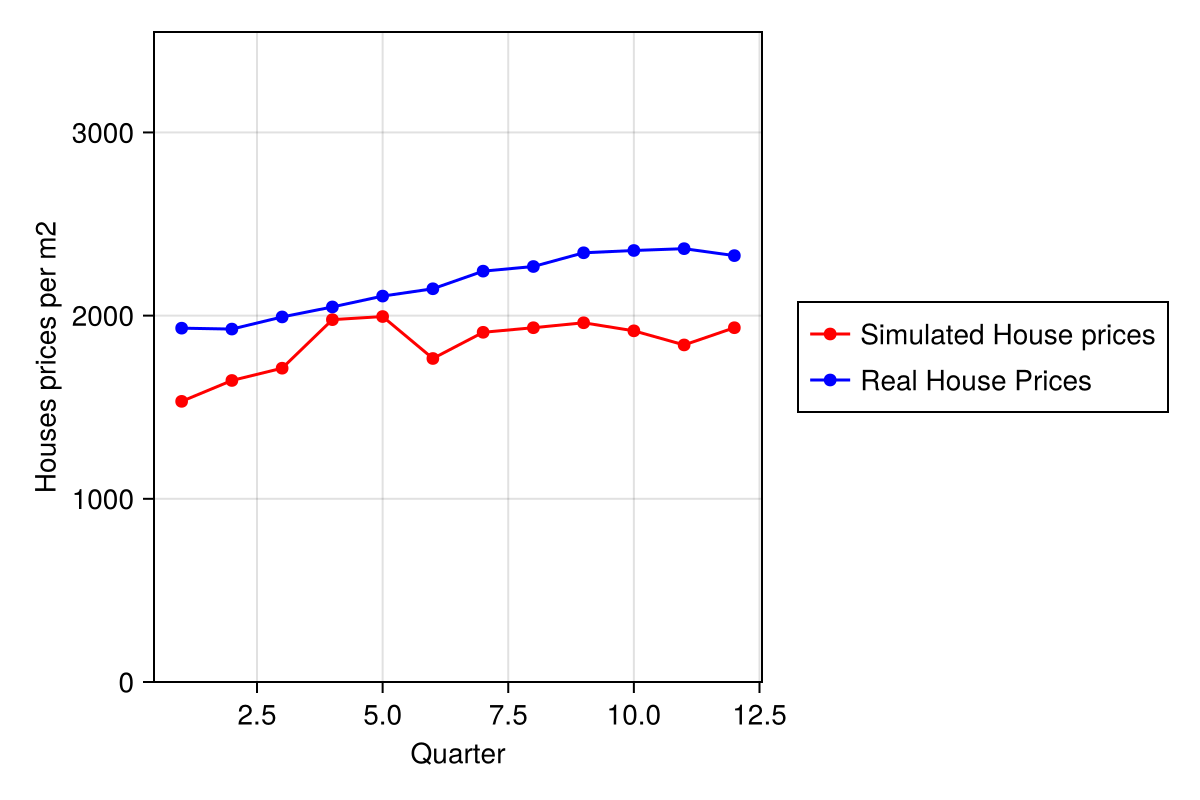 Houses prices per m2
3000
2000
1000
0
2.5 5.0 7.5 10.0 12.5
Quarter
Simulated House prices
Real House Prices